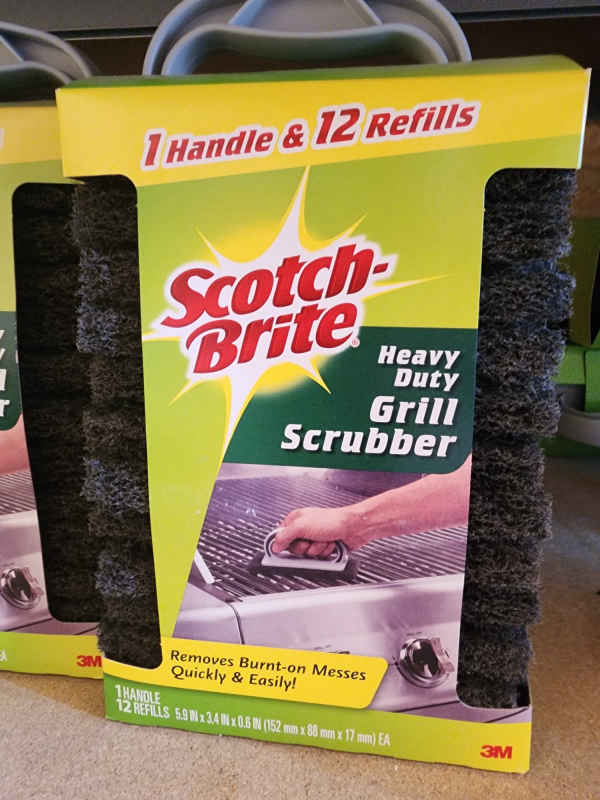 1 Handle & 12 Refills
Scotch-
Brite
Heavy
Duty
Grill
Scrubber
Removes Burnt-on Messes
Quickly & Easily!
1 HANDLE
12 REFILLS 5.9 IN x 3.4 IN x 0.6 IN (152 mm x 88 mm x 17 mm) EA
3M
3M